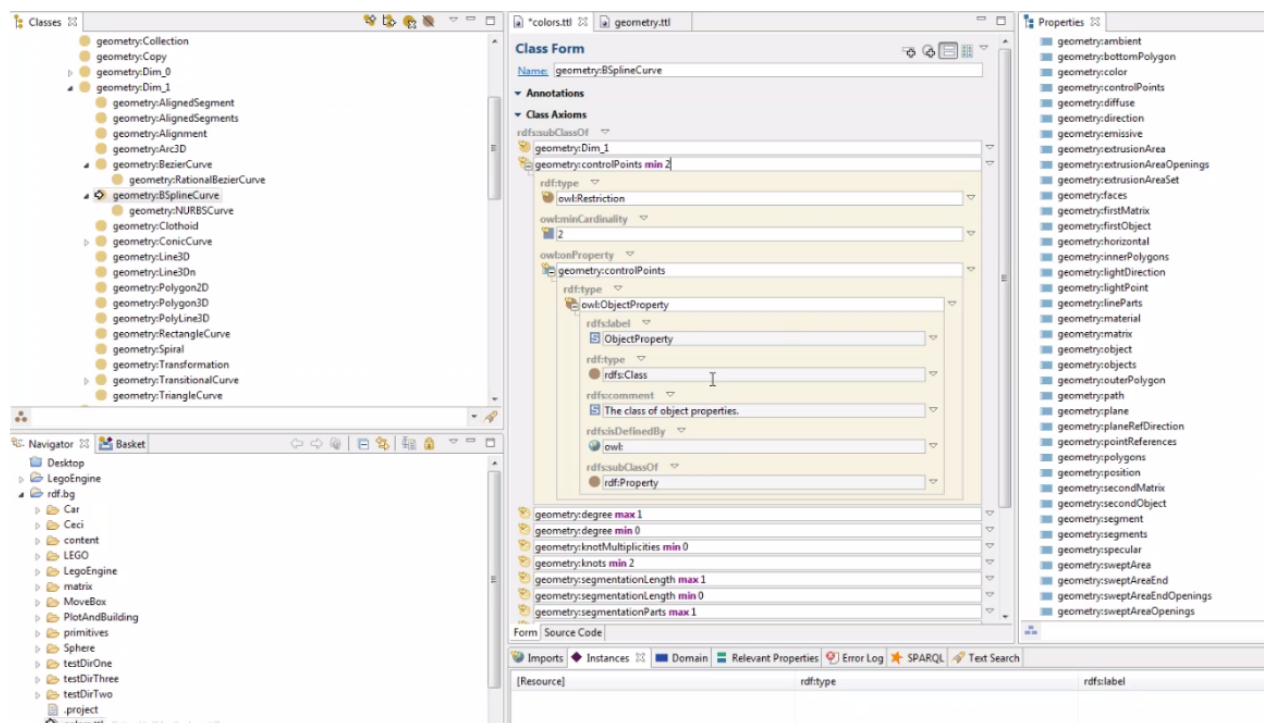 Classes
geometry:Collection
geometry:Copy
geometry:Dim_0
geometry:Dim_1
geometry:AlignedSegment
geometry:AlignedSegments
geometry:Alignment
geometry:Arc3D
geometry:BezierCurve
geometry:RationalBezierCurve
geometry:BSplineCurve
geometry:NURBSCurve
geometry:Clothoid
geometry:ConicCurve
geometry:Line3D
geometry:Line3Dn
geometry:Polygon2D
geometry:Polygon3D
geometry:PolyLine3D
geometry:RectangleCurve
geometry:Spiral
geometry:Transformation
geometry:TransitionalCurve
geometry:TriangleCurve
Navigator Basket
Desktop
LegoEngine
rdf.bg
Car
Ceci
content
LEGO
LegoEngine
matrix
MoveBox
PlotAndBuilding
primitives
Sphere
testDirOne
testDirThree
testDirTwo
.project
*colors.ttl geometry.ttl
Class Form
Name: geometry:BSplineCurve
Annotations
Class Axioms
rdfs:subClassOf
geometry:Dim_1
geometry:controlPoints min 2
rdf:type
owl:Restriction
owl:minCardinality
2
owl:onProperty
geometry:controlPoints
rdf:type
owl:ObjectProperty
rdfs:label
ObjectProperty
rdf:type
rdfs:Class
rdfs:comment
The class of object properties.
rdfs:isDefinedBy
owl:
rdfs:subClassOf
rdf:Property
geometry:degree max 1
geometry:degree min 0
geometry:knotMultiplicities min 0
geometry:knots min 2
geometry:segmentationLength max 1
geometry:segmentationLength min 0
geometry:segmentationParts max 1
Form Source Code
Imports Instances Domain Relevant Properties Error Log SPARQL Text Search
[Resource] rdf:type rdfs:label
Properties
geometry:ambient
geometry:bottomPolygon
geometry:color
geometry:controlPoints
geometry:diffuse
geometry:direction
geometry:emissive
geometry:extrusionArea
geometry:extrusionAreaOpenings
geometry:extrusionAreaSet
geometry:faces
geometry:firstMatrix
geometry:firstObject
geometry:horizontal
geometry:innerPolygons
geometry:lightDirection
geometry:lightPoint
geometry:lineParts
geometry:material
geometry:matrix
geometry:object
geometry:objects
geometry:outerPolygon
geometry:path
geometry:plane
geometry:planeRefDirection
geometry:pointReferences
geometry:polygons
geometry:position
geometry:secondMatrix
geometry:secondObject
geometry:segment
geometry:segments
geometry:specular
geometry:sweptArea
geometry:sweptAreaEnd
geometry:sweptAreaEndOpenings
geometry:sweptAreaOpenings